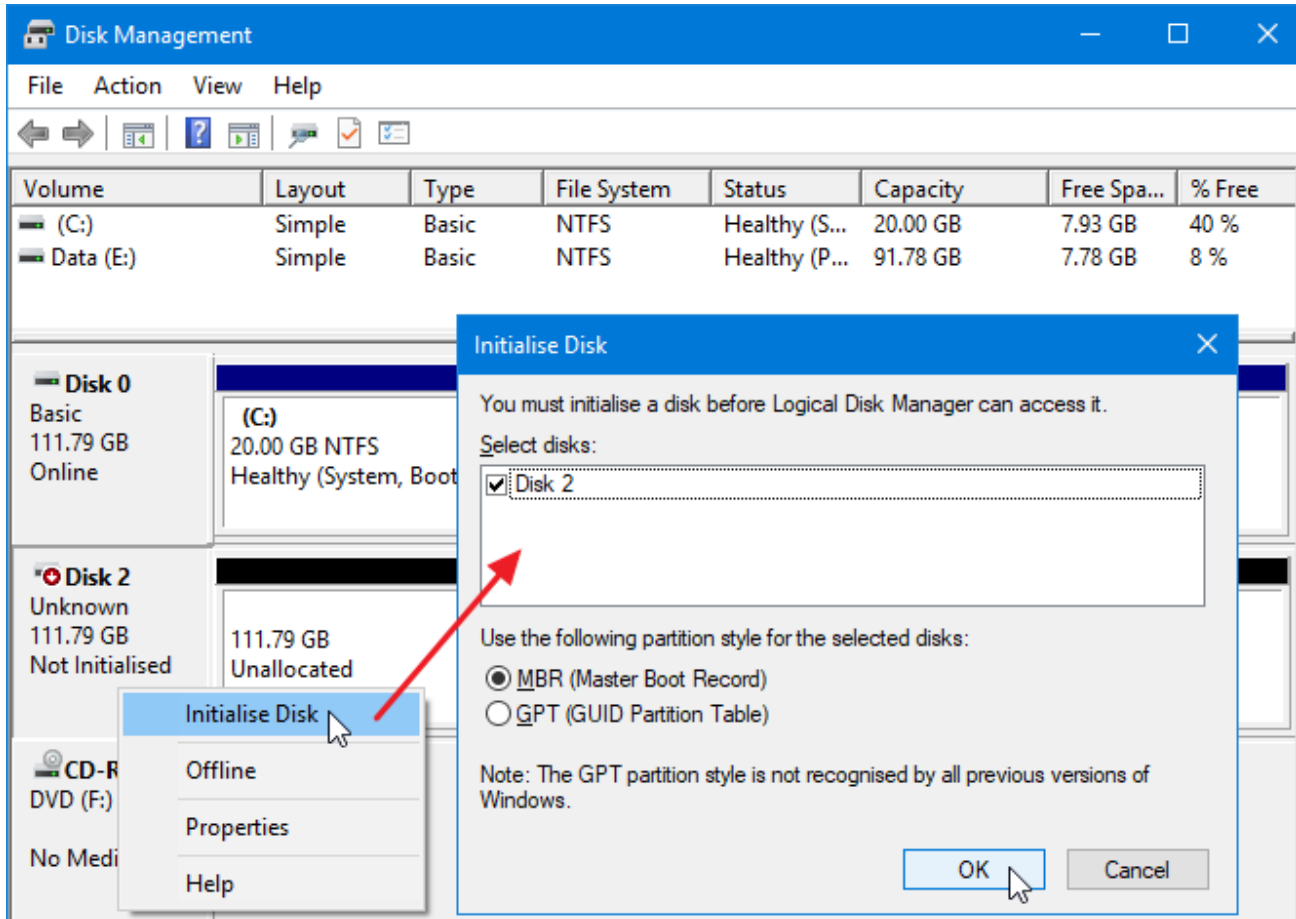 Disk Management
File Action View Help
Volume Layout Type File System Status Capacity Free Spa... % Free
(C:) Simple Basic NTFS Healthy (S... 20.00 GB 7.93 GB 40 %
Data (E:) Simple Basic NTFS Healthy (P... 91.78 GB 7.78 GB 8 %
Disk 0
Basic
111.79 GB
Online
(C:)
20.00 GB NTFS
Healthy (System, Boot
Disk 2
Unknown
111.79 GB
Not Initialised
111.79 GB
Unallocated
Initialise Disk
Offline
Properties
Help
CD-R
DVD (F:)
No Medi
Initialise Disk
You must initialise a disk before Logical Disk Manager can access it.
Select disks:
Disk 2
Use the following partition style for the selected disks:
MBR (Master Boot Record)
GPT (GUID Partition Table)
Note: The GPT partition style is not recognised by all previous versions of
Windows.
OK Cancel